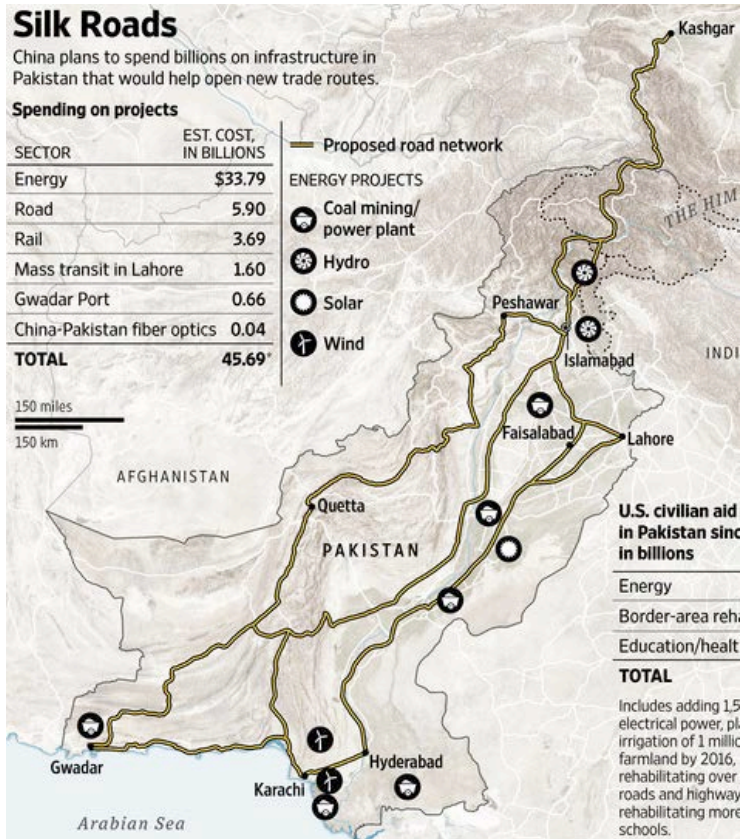 Silk Roads
China plans to spend billions on infrastructure in
Pakistan that would help open new trade routes.
Spending on projects
SECTOR EST. COST, IN BILLIONS
Energy $33.79
Road 5.90
Rail 3.69
Mass transit in Lahore 1.60
Gwadar Port 0.66
China-Pakistan fiber optics 0.04
TOTAL 45.69*
150 miles
150 km
Proposed road network
ENERGY PROJECTS
Coal mining/
power plant
Hydro
Solar
Wind
Kashgar
THE HIM
Peshawar
Islamabad
INDI
Faisalabad
Lahore
AFGHANISTAN
Quetta
PAKISTAN
Gwadar
Karachi
Hyderabad
Arabian Sea
U.S. civilian aid
in Pakistan sinc
in billions
Energy
Border-area reha
Education/healt
TOTAL
Includes adding 1,5
electrical power, pla
irrigation of 1 millio
farmland by 2016,
rehabilitating over
roads and highway
rehabilitating more
schools.